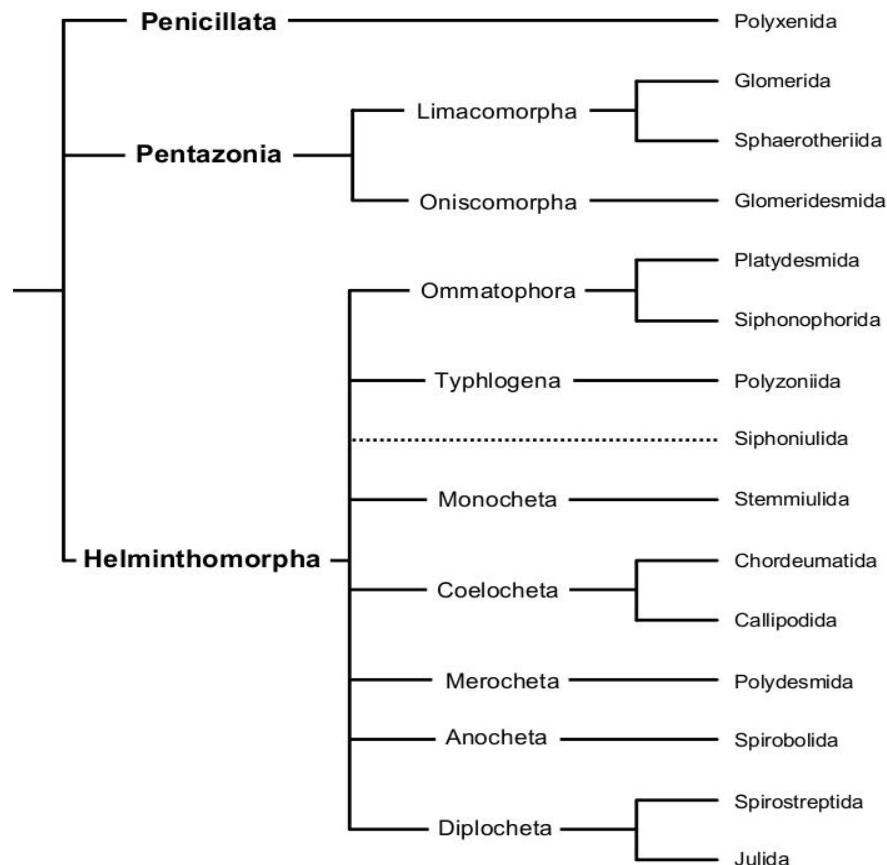 Penicillata Polyxenida
Glomerida
Limacomorpha
Sphaerotheriida
Pentazonia
Oniscomorpha Glomeridesmida
Platydesmida
Ommatophora
Siphonophorida
Typhlogena Polyzoniida
Siphoniulida
Monocheta Stemmiulida
Helminthomorpha Chordeumatida
Coelocheta
Callipodida
Merocheta Polydesmida
Anocheta Spirobolida
Spirostreptida
Diplocheta
Julida